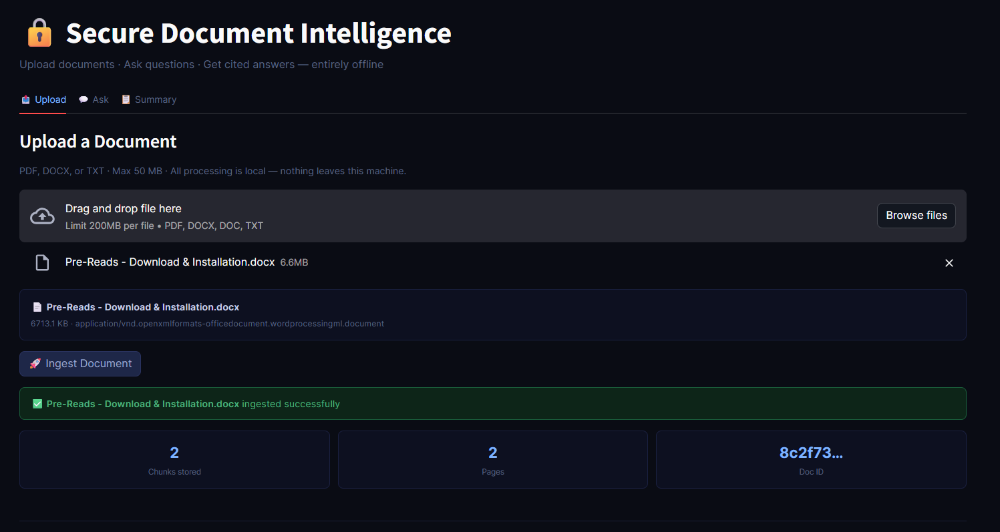 Secure Document Intelligence
Upload documents · Ask questions · Get cited answers — entirely offline
Upload
Ask
Summary
Upload a Document
PDF, DOCX, or TXT · Max 50 MB · All processing is local — nothing leaves this machine.
Drag and drop file here
Limit 200MB per file • PDF, DOCX, DOC, TXT
Browse files
Pre-Reads - Download & Installation.docx 6.6MB
Pre-Reads - Download & Installation.docx
6713.1 KB · application/vnd.openxmlformats-officedocument.wordprocessingml.document
Ingest Document
Pre-Reads - Download & Installation.docx ingested successfully
2
Chunks stored
2
Pages
8c2f73…
Doc ID